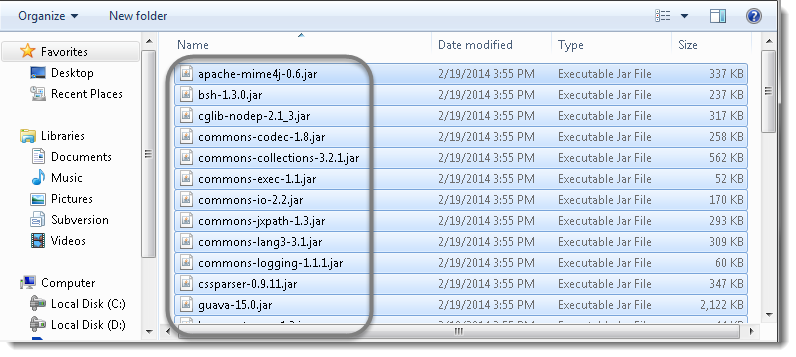 Organize New folder
Favorites
Desktop
Recent Places
Libraries
Documents
Music
Pictures
Subversion
Videos
Computer
Local Disk (C:)
Local Disk (D:)
Name Date modified Type Size
apache-mime4j-0.6.jar 2/19/2014 3:55 PM Executable Jar File 337 KB
bsh-1.3.0.jar 2/19/2014 3:55 PM Executable Jar File 237 KB
cglib-nodep-2.1_3.jar 2/19/2014 3:55 PM Executable Jar File 317 KB
commons-codec-1.8.jar 2/19/2014 3:55 PM Executable Jar File 258 KB
commons-collections-3.2.1.jar 2/19/2014 3:55 PM Executable Jar File 562 KB
commons-exec-1.1.jar 2/19/2014 3:55 PM Executable Jar File 52 KB
commons-io-2.2.jar 2/19/2014 3:55 PM Executable Jar File 170 KB
commons-jxpath-1.3.jar 2/19/2014 3:55 PM Executable Jar File 293 KB
commons-lang3-3.1.jar 2/19/2014 3:55 PM Executable Jar File 309 KB
commons-logging-1.1.1.jar 2/19/2014 3:55 PM Executable Jar File 60 KB
cssparser-0.9.11.jar 2/19/2014 3:55 PM Executable Jar File 347 KB
guava-15.0.jar 2/19/2014 3:55 PM Executable Jar File 2,122 KB